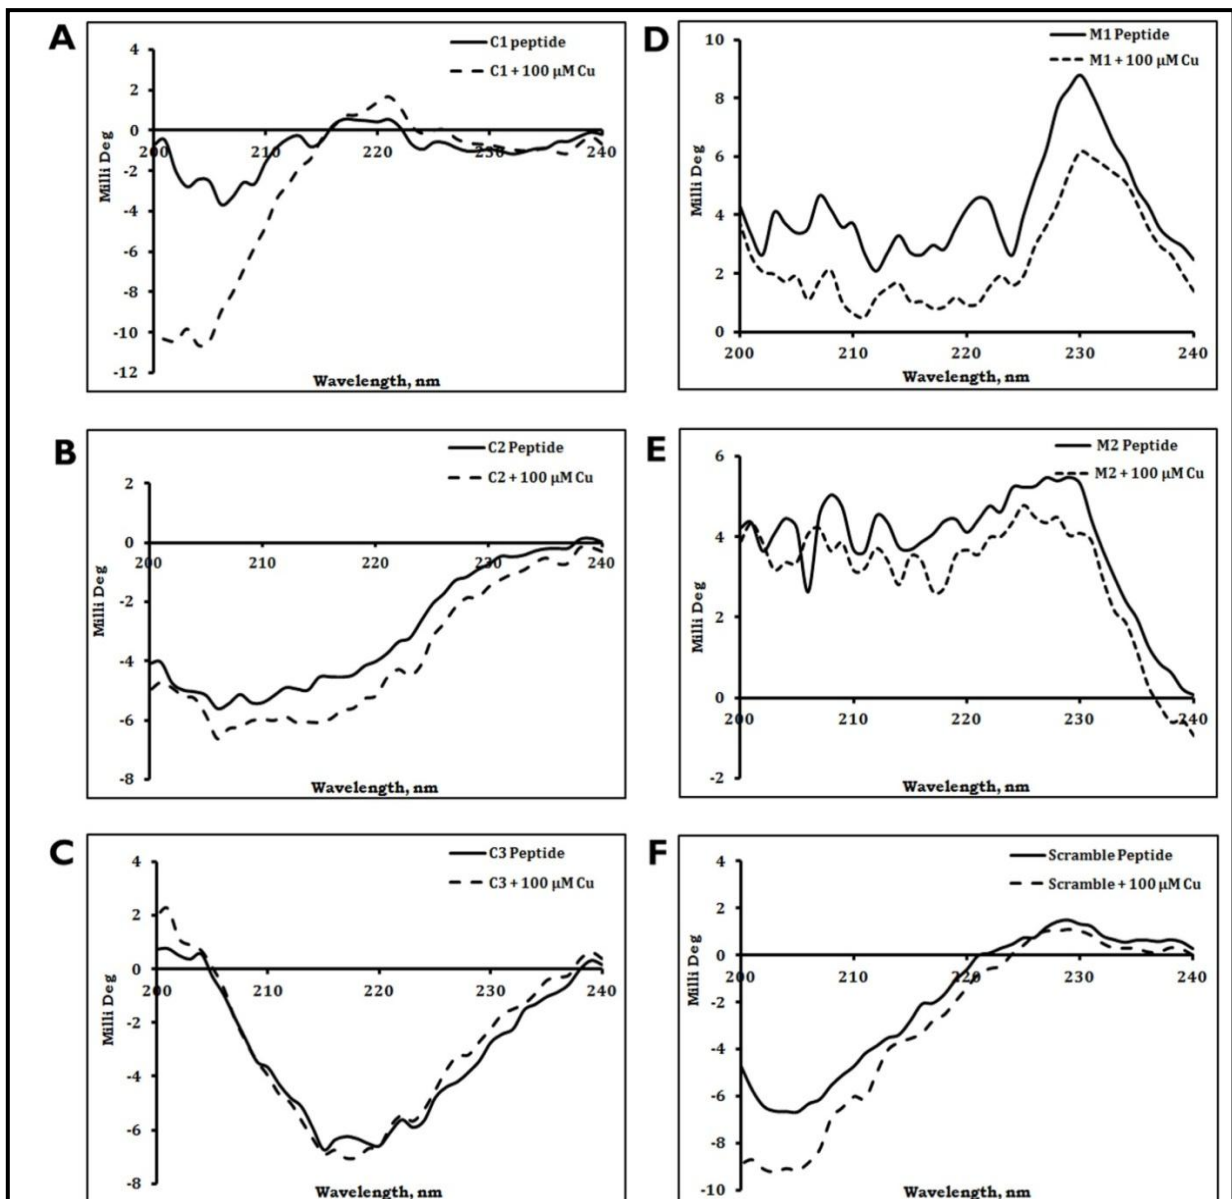 A
C1 peptide
C1 + 100 µM Cu
4
2
0
-2
-4
-6
-8
-10
-12
200
210
220
230
240
Milli Deg
Wavelength, nm
D
M1 Peptide
M1 + 100 µM Cu
10
8
6
4
2
0
200
210
220
230
240
Milli Deg
Wavelength, nm
B
C2 Peptide
C2 + 100 µM Cu
2
0
-2
-4
-6
-8
200
210
220
230
240
Milli Deg
Wavelength, nm
E
M2 Peptide
M2 + 100 µM Cu
6
4
2
0
-2
200
210
220
230
240
Milli Deg
Wavelength, nm
C
C3 Peptide
C3 + 100 µM Cu
4
2
0
-2
-4
-6
-8
200
210
220
230
240
Milli Deg
Wavelength, nm
F
Scramble Peptide
Scramble + 100 µM Cu
4
2
0
-2
-4
-6
-8
-10
200
210
220
230
240
Milli Deg
Wavelength, nm